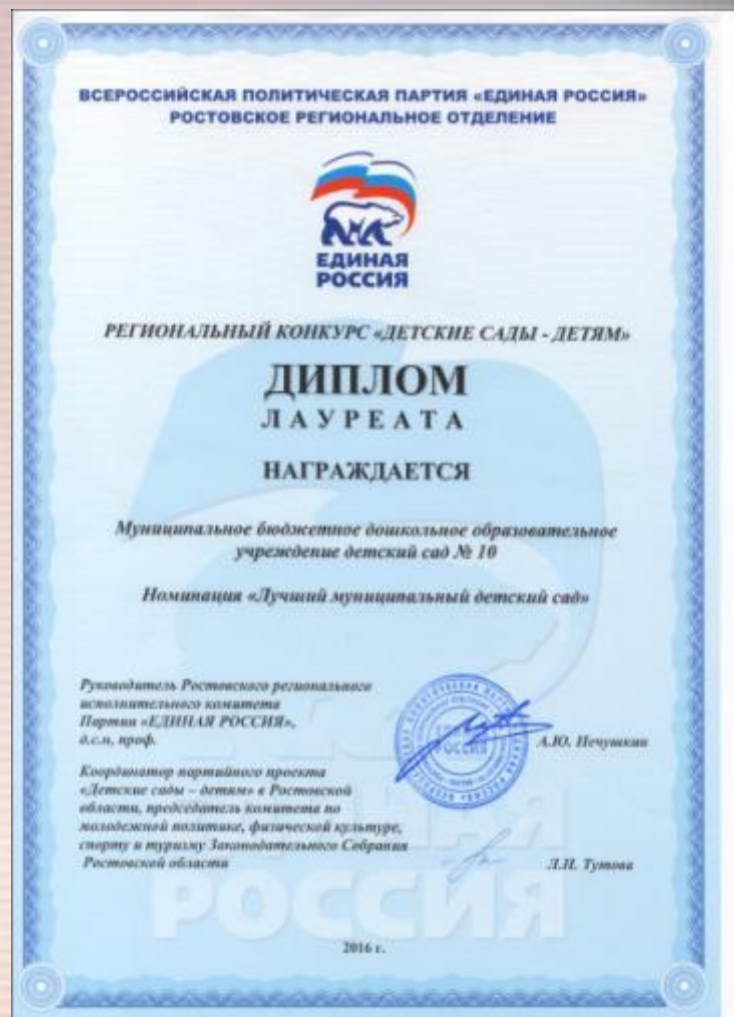 ВСЕРОССИЙСКАЯ ПОЛИТИЧЕСКАЯ ПАРТИЯ «ЕДИНАЯ РОССИЯ»
РОСТОВСКОЕ РЕГИОНАЛЬНОЕ ОТДЕЛЕНИЕ
ЕДИНАЯ
РОССИЯ
РЕГИОНАЛЬНЫЙ КОНКУРС «ДЕТСКИЕ САДЫ - ДЕТЯМ»
ДИПЛОМ
ЛАУРЕАТА
НАГРАЖДАЕТСЯ
Муниципальное бюджетное дошкольное образовательное
учреждение детский сад № 10
Номинация «Лучший муниципальный детский сад»
Руководитель Ростовского регионального
исполнительного комитета
Партии «ЕДИНАЯ РОССИЯ»,
д.с.н, проф.
А.Ю. Нечушкин
Координатор партийного проекта
«Детские сады – детям» в Ростовской
области, председатель комитета по
молодежной политике, физической культуре,
спорту и туризму Законодательного Собрания
Ростовской области
Л.Н. Тутова
ЕДИНАЯ
РОССИЯ
2016 г.